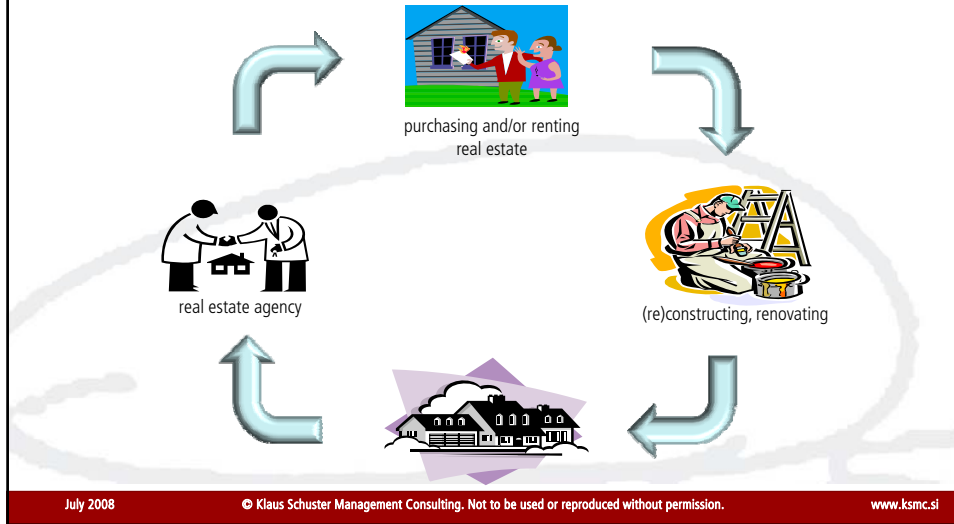 purchasing and/or renting
real estate
real estate agency
(re)constructing, renovating
July 2008
© Klaus Schuster Management Consulting. Not to be used or reproduced without permission.
www.ksmc.si